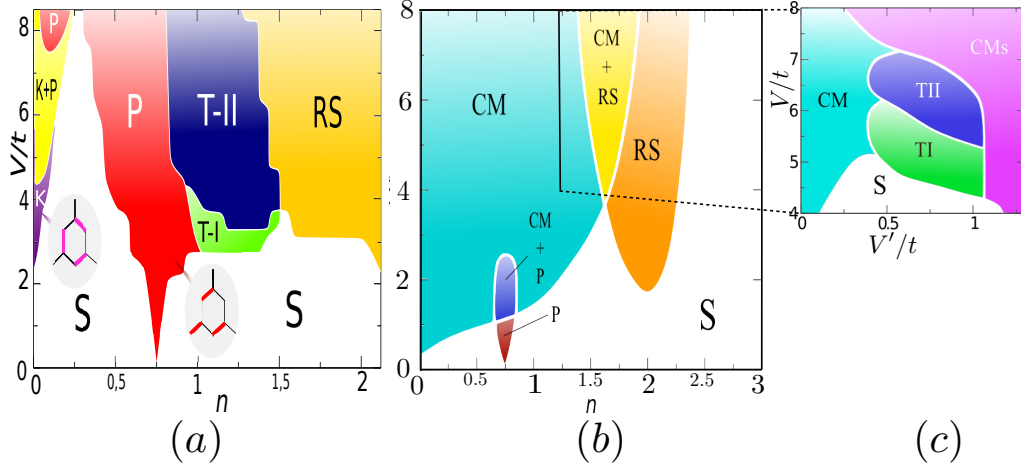 8
6
4
2
0
V/t
P
K+P
K
P
T-II
RS
T-I
S
S
0
0,5
1
1,5
2
n
(a)
8
6
4
2
0
CM
CM
+
RS
RS
CM
+
P
P
S
0
0.5
1
1.5
2
2.5
3
n
(b)
8
7
6
5
4
V/t
CMs
CM
TII
TI
S
0
0.5
1
V'/t
(c)